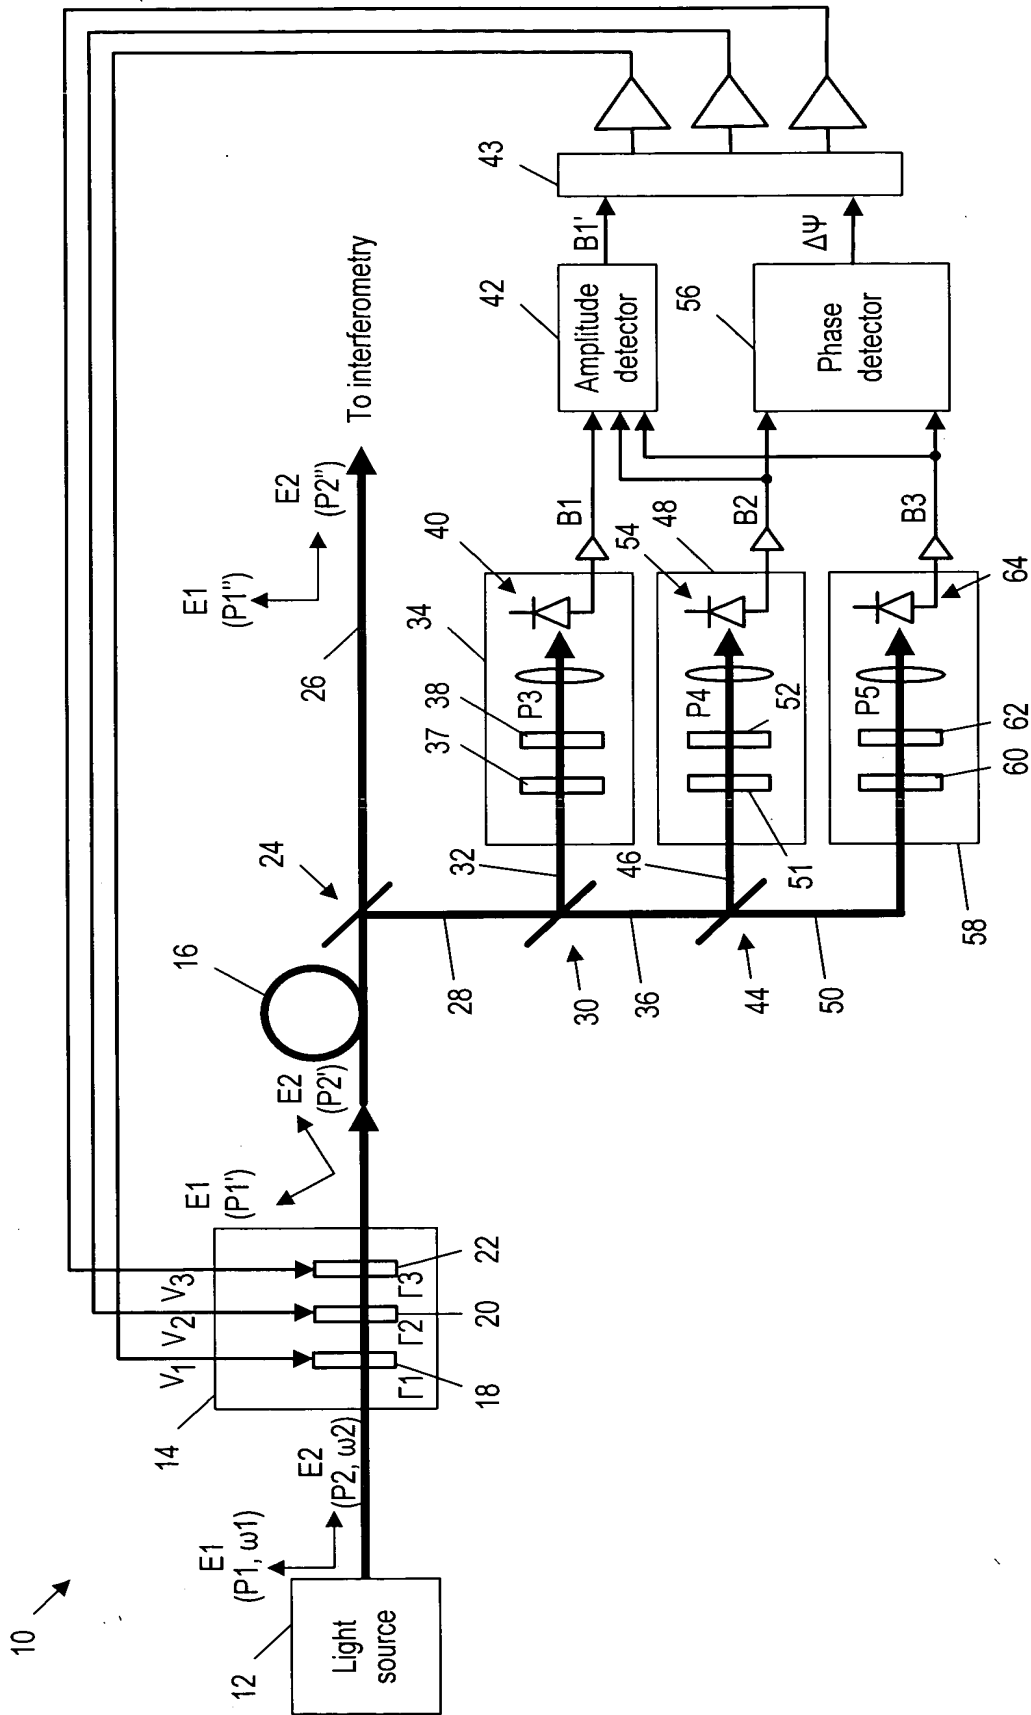 10
12
Light
source
E1
(P1, ω1)
E2
(P2, ω2)
14
V1
V2
V3
Γ1
Γ2
Γ3
18
20
22
E1
(P1')
E2
(P2')
16
24
26
E1
(P1")
E2
(P2")
To interferometry
28
30
32
36
44
46
50
34
37
38
P3
40
B1
48
51
52
P4
54
B2
58
60
62
P5
64
B3
42
Amplitude
detector
B1'
56
Phase
detector
ΔΨ
43